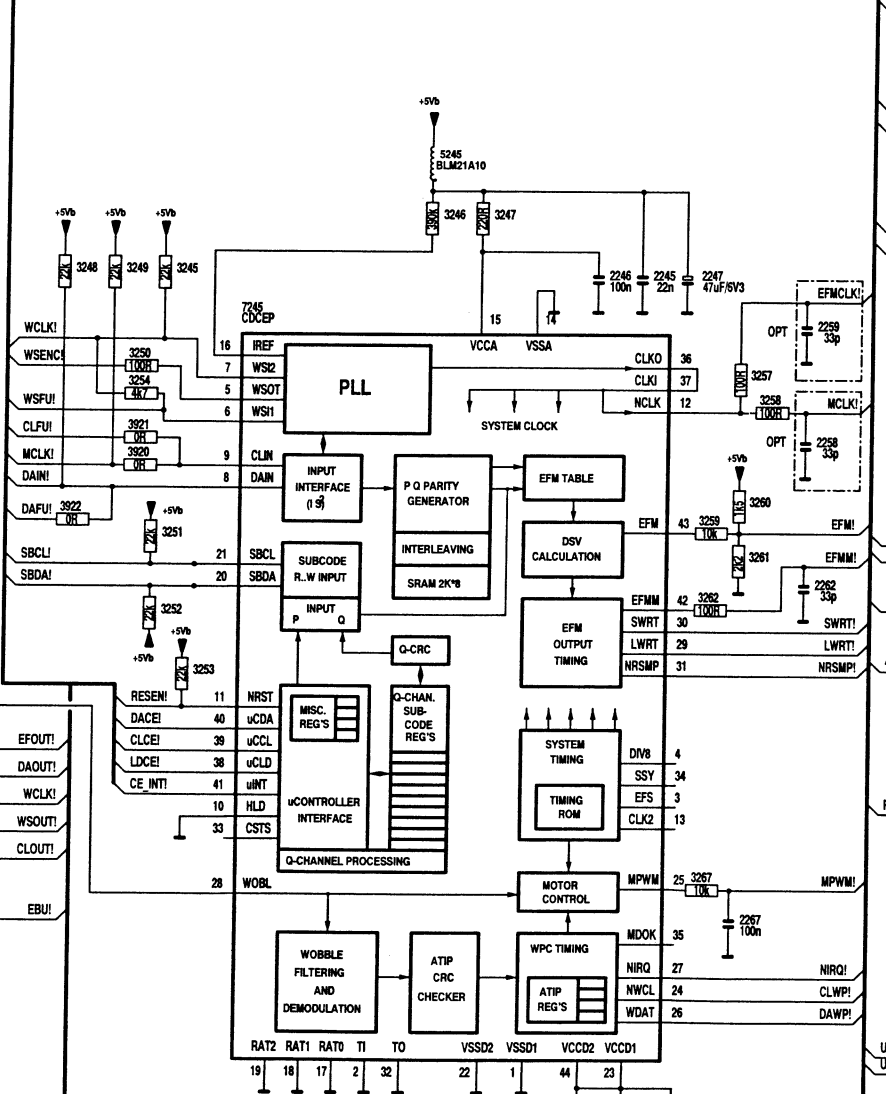 +5Vb
5245
BLM21A10
+5Vb +5Vb +5Vb
390k 3246 220R 3247
22k 3248 22k 3249 22k 3245
2246
100n
2245
22n
2247
47uF/6V3
7245
CDCEP
15 14
VCCA VSSA
EFMCLK!
OPT 2259
33p
WCLK!
16 IREF
WSENC! 3250
100R
7 WSI2
3254
4k7
5 WSOT
WSFU!
6 WSI1
PLL
CLKO 36
CLKI 37
NCLK 12
SYSTEM CLOCK
100R 3257
3258
100R
MCLK!
OPT 2258
33p
CLFU! 3921
0R
MCLK! 3920
0R
9 CLIN
DAIN!
8 DAIN
DAFU! 3922
0R
INPUT
INTERFACE
(I2S)
P Q PARITY
GENERATOR
INTERLEAVING
SRAM 2K*8
EFM TABLE
DSV
CALCULATION
+5Vb
1k5 3260
EFM 43 3259
10k
EFM!
2k2 3261
+5Vb
22k 3251
SBCL!
21 SBCL
SBDA!
20 SBDA
22k 3252
+5Vb
SUBCODE
R..W INPUT
INPUT
P Q
EFMM!
2262
33p
EFMM 42 3262
100R
SWRT 30 SWRT!
LWRT 29 LWRT!
NRSMP 31 NRSMP!
EFM
OUTPUT
TIMING
Q-CRC
+5Vb
22k 3253
RESEN! 11 NRST
DACE! 40 uCDA
CLCE! 39 uCCL
LDCE! 38 uCLD
CE_INT! 41 uINT
10 HLD
33 CSTS
MISC.
REG'S
uCONTROLLER
INTERFACE
Q-CHAN.
SUB-
CODE
REG'S
Q-CHANNEL PROCESSING
SYSTEM
TIMING
TIMING
ROM
DIV8 4
SSY 34
EFS 3
CLK2 13
EFOUT!
DAOUT!
WCLK!
WSOUT!
CLOUT!
EBU!
28 WOBL
MOTOR
CONTROL
MPWM 25 3267
10k
MPWM!
2267
100n
WOBBLE
FILTERING
AND
DEMODULATION
ATIP
CRC
CHECKER
WPC TIMING
ATIP
REG'S
MDOK 35
NIRQ 27 NIRQ!
NWCL 24 CLWP!
WDAT 26 DAWP!
RAT2 RAT1 RAT0 TI TO VSSD2 VSSD1 VCCD2 VCCD1
19 18 17 2 32 22 1 44 23